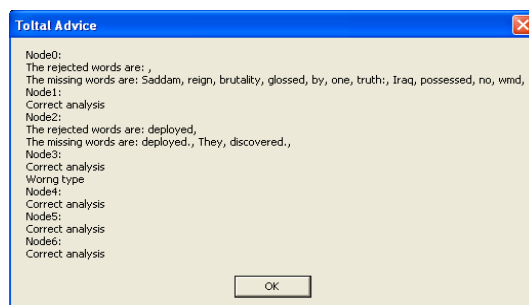 Toltal Advice
Node0:
The rejected words are: ,
The missing words are: Saddam, reign, brutality, glossed, by, one, truth:, Iraq, possessed, no, wmd,
Node1:
Correct analysis
Node2:
The rejected words are: deployed,
The missing words are: deployed., They, discovered.,
Node3:
Correct analysis
Worng type
Node4:
Correct analysis
Node5:
Correct analysis
Node6:
Correct analysis
OK